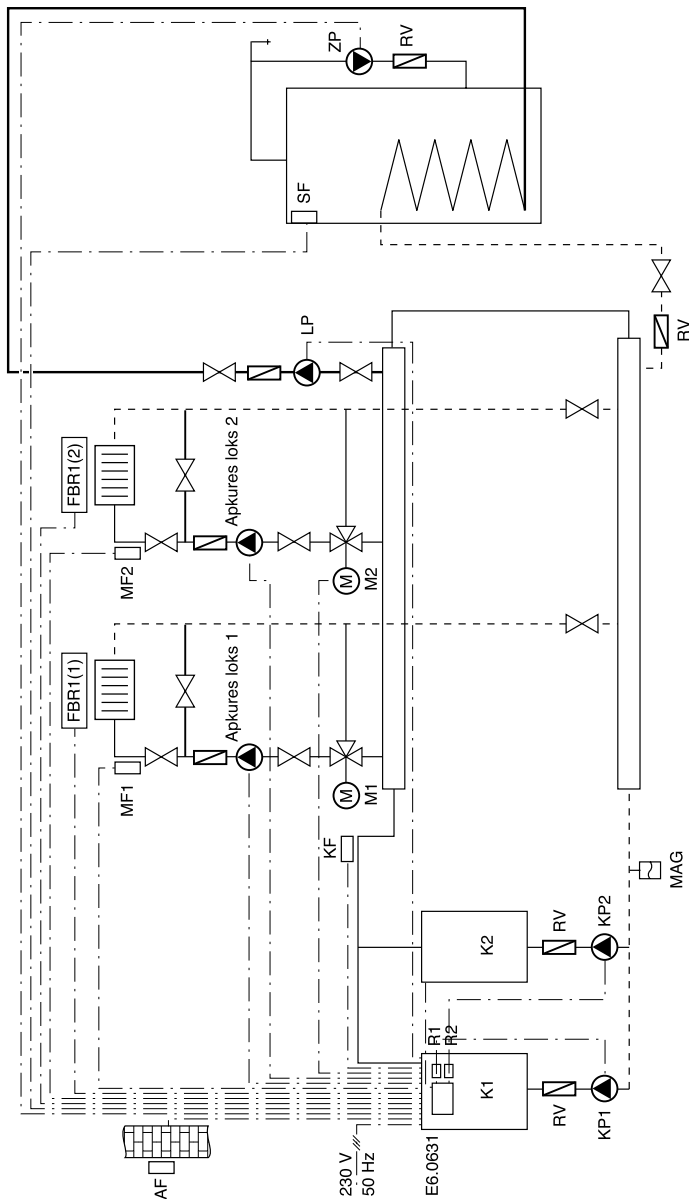 ZP
RV
SF
LP
RV
FBR1(2)
MF2
Apkures loks 2
M
M2
FBR1(1)
MF1
Apkures loks 1
M
M1
KF
MAG
K2
RV
KP2
R1
R2
K1
RV
KP1
AF
230 V
50 Hz
E6.0631